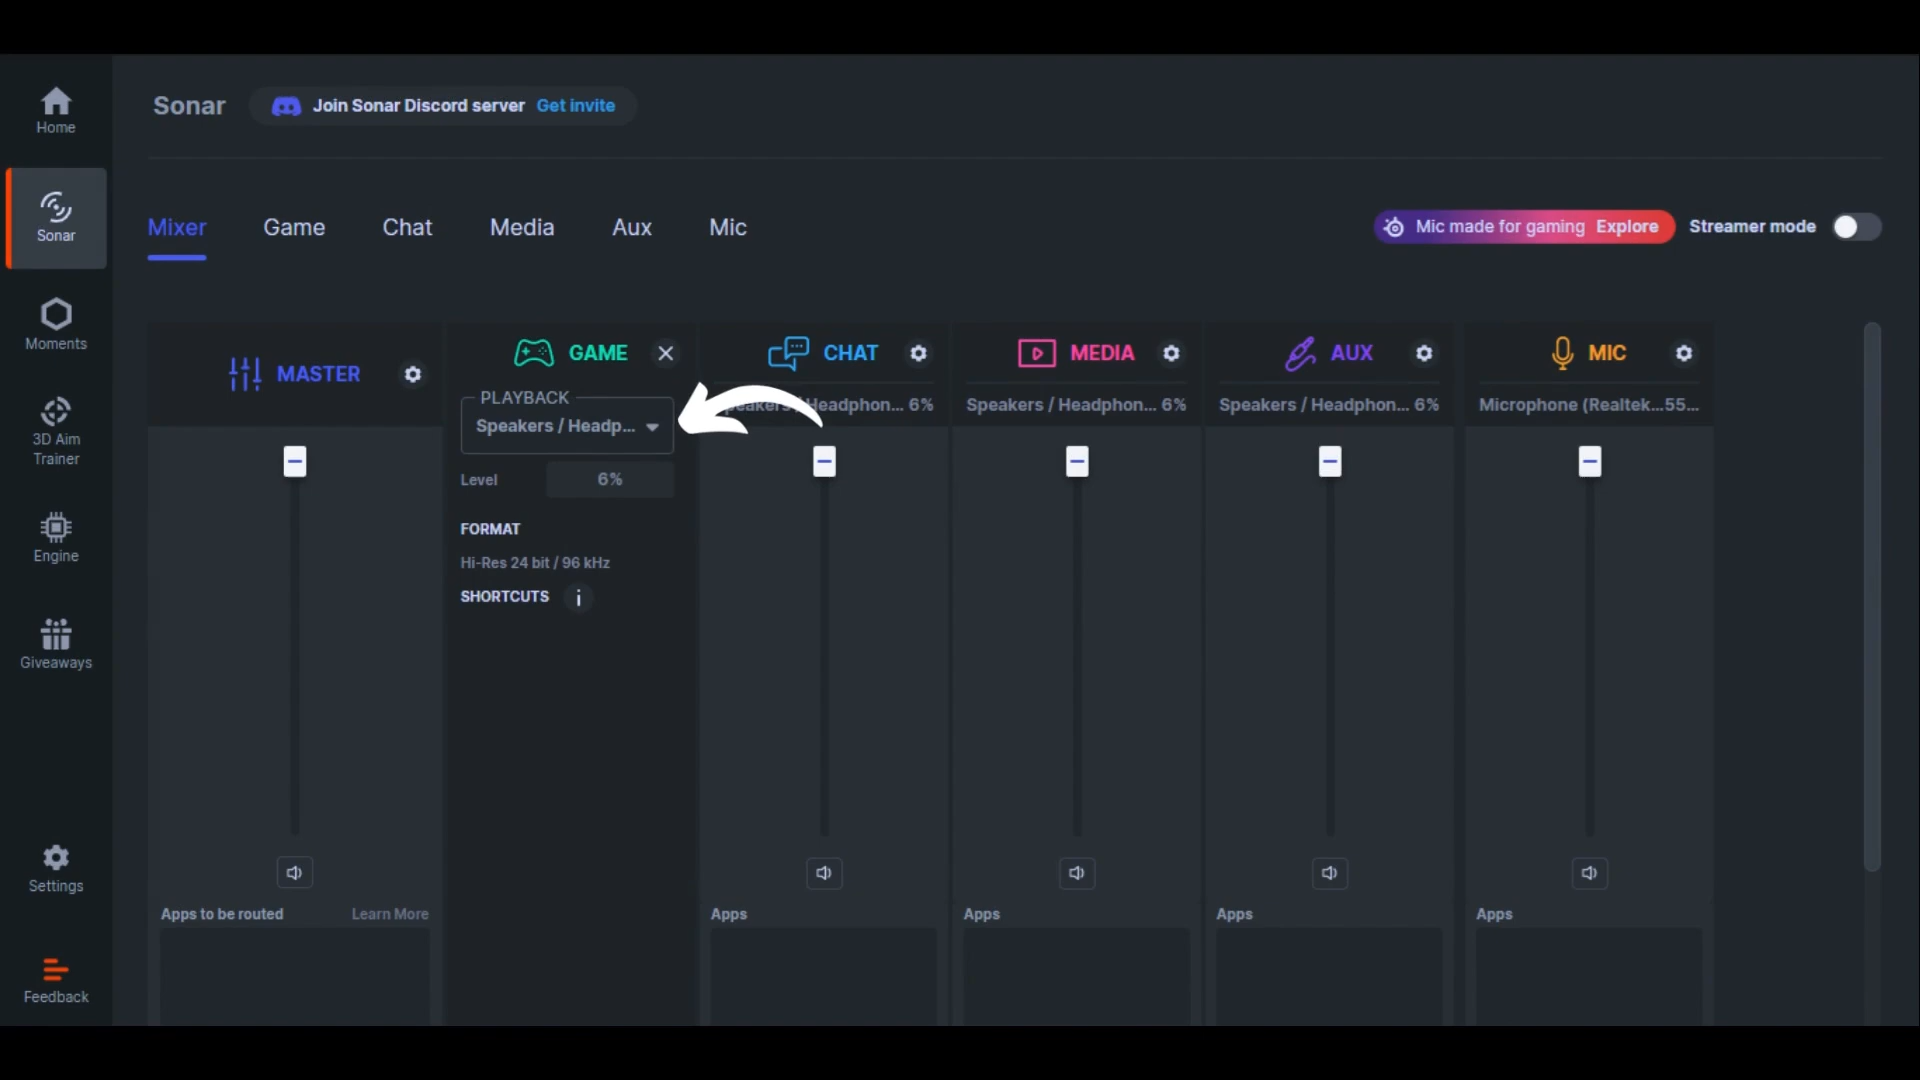 Home
Sonar
Moments
3D Aim
Trainer
Engine
Giveaways
Settings
Feedback
Sonar
Join Sonar Discord server Get invite
Mixer Game Chat Media Aux Mic
Mic made for gaming Explore
Streamer mode
MASTER
Apps to be routed Learn More
GAME
PLAYBACK
Speakers / Headp...
Level 6%
FORMAT
Hi-Res 24 bit / 96 kHz
SHORTCUTS i
CHAT
Headphon... 6%
Apps
MEDIA
Speakers / Headphon... 6%
Apps
AUX
Speakers / Headphon... 6%
Apps
MIC
Microphone (Realtek...55...
Apps